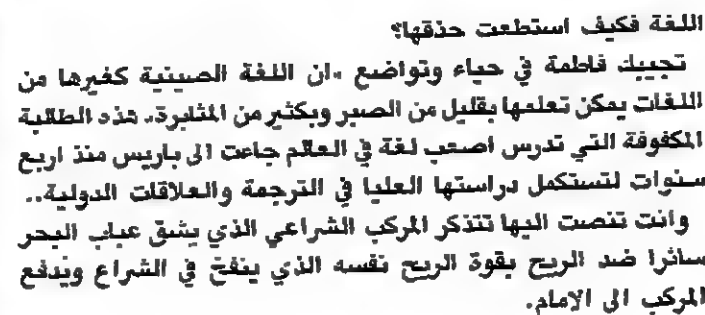 اللغة فكيف استطعت حذقها؟
تجيبك فاطمة في حياء وتواضع «ان اللغة الصينية كغيرها من
اللغات يمكن تعلمها بقليل من الصبر وبكثير من المثابرة». هذه الطالبة
المكفوفة التي تدرس اصعب لغة في العالم جاءت الى باريس منذ اربع
سنوات لتستكمل دراستها العليا في الترجمة والعلاقات الدولية..
وانت تنصت اليها تتذكر المركب الشراعي الذي يشق عباب البحر
سائرا ضد الريح بقوة الريح نفسه الذي ينفخ في الشراع ويدفع
المركب الى الامام.